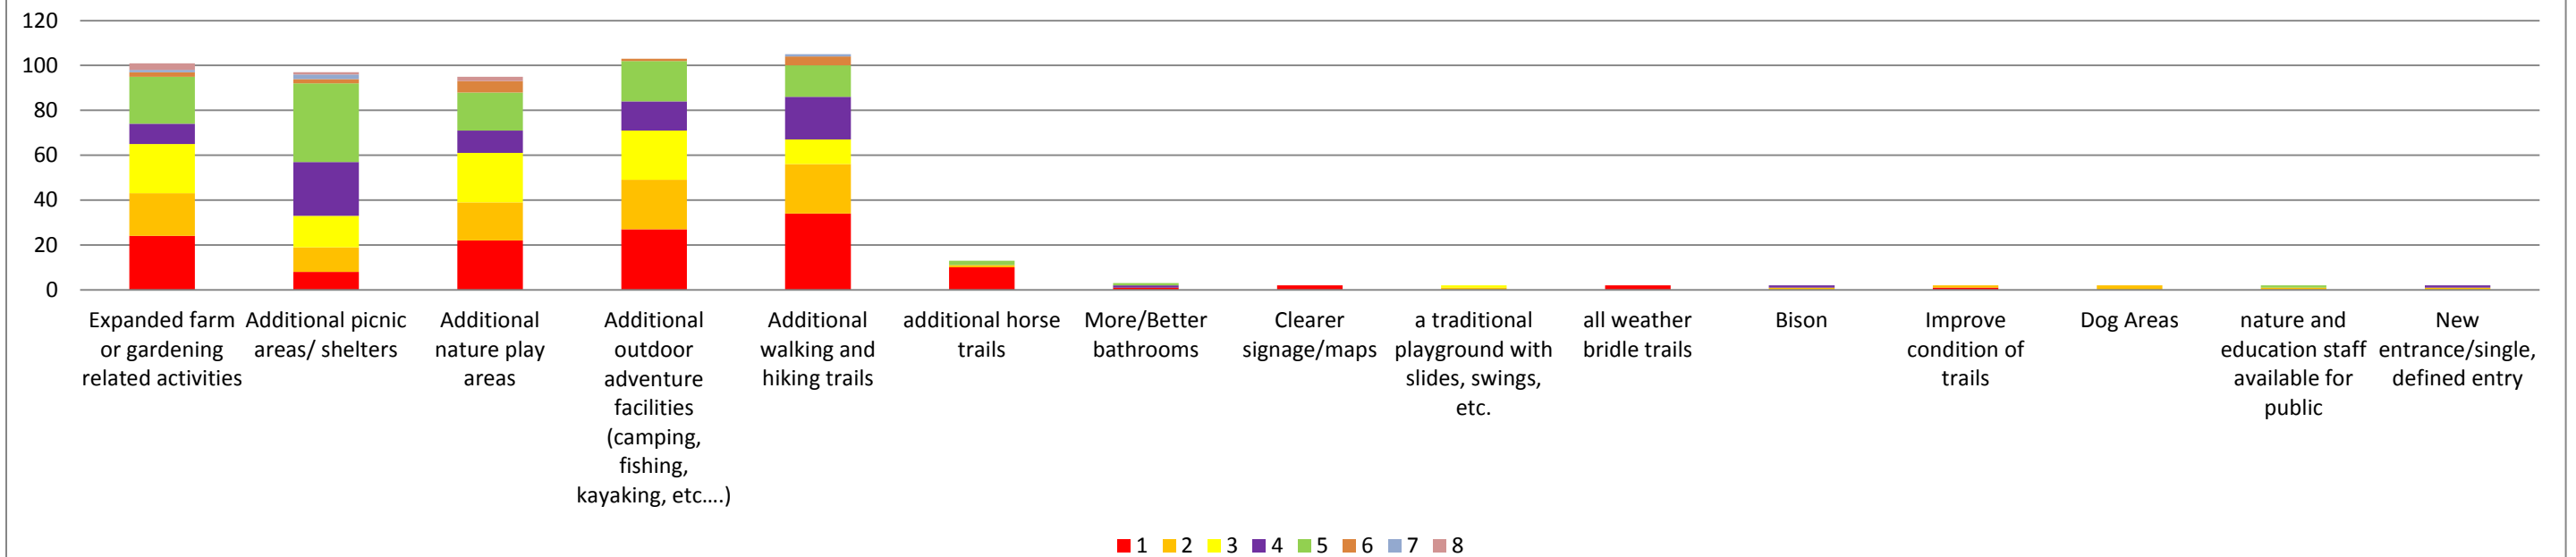 120
100
80
60
40
20
0
Expanded farm
or gardening
related activities
Additional picnic
areas/ shelters
Additional
nature play
areas
Additional
outdoor
adventure
facilities
(camping,
fishing,
kayaking, etc....)
Additional
walking and
hiking trails
additional horse
trails
More/Better
bathrooms
Clearer
signage/maps
a traditional
playground with
slides, swings,
etc.
all weather
bridle trails
Bison
Improve
condition of
trails
Dog Areas
nature and
education staff
available for
public
New
entrance/single,
defined entry
1 2 3 4 5 6 7 8